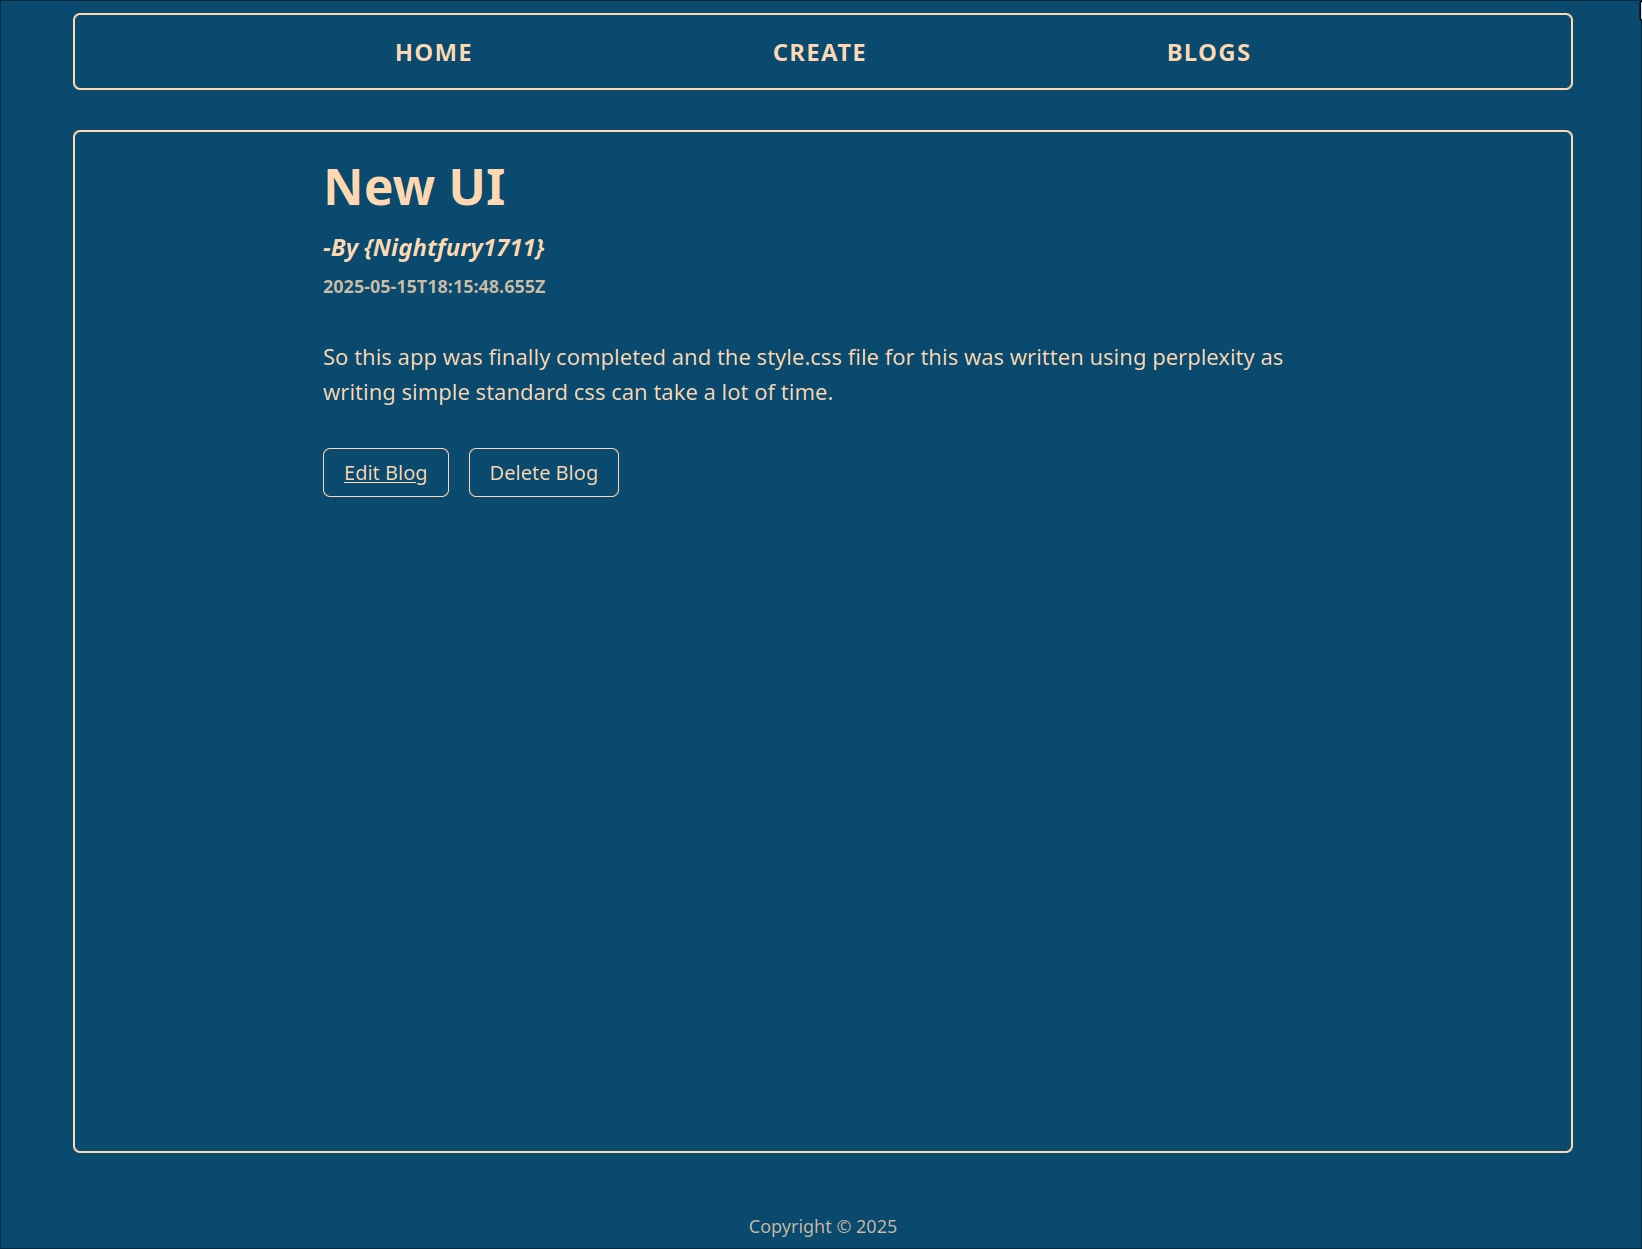 HOME CREATE BLOGS
New UI
-By {Nightfury1711}
2025-05-15T18:15:48.655Z
So this app was finally completed and the style.css file for this was written using perplexity as
writing simple standard css can take a lot of time.
Edit Blog Delete Blog
Copyright © 2025